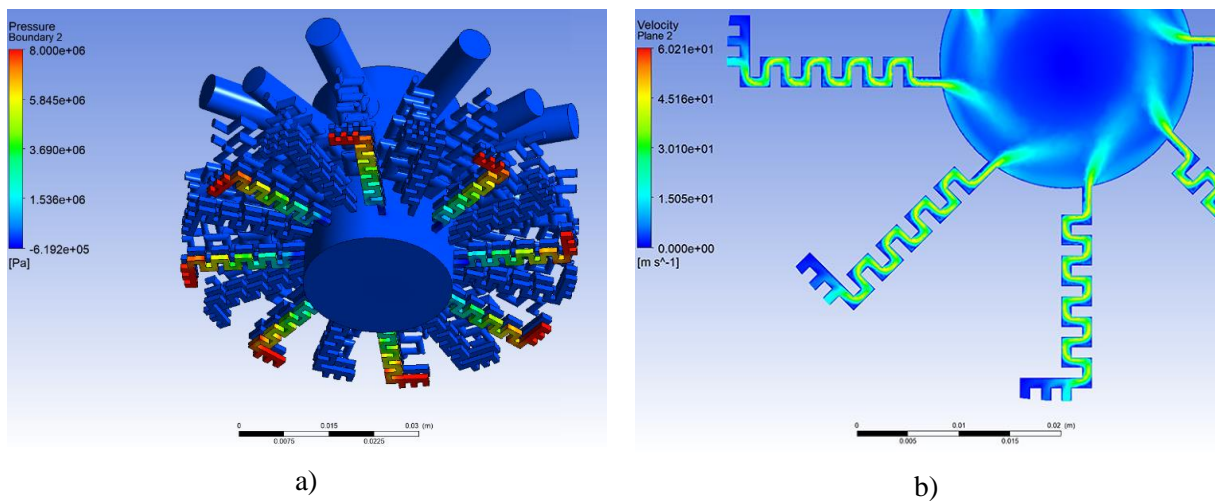 Pressure
Boundary 2
8.000e+06
5.845e+06
3.690e+06
1.536e+06
-6.192e+05
[Pa]
0 0.015 0.03 (m)
0.0075 0.0225
a)
Velocity
Plane 2
6.021e+01
4.516e+01
3.010e+01
1.505e+01
0.000e+00
[m s^-1]
0 0.01 0.02 (m)
0.005 0.015
b)